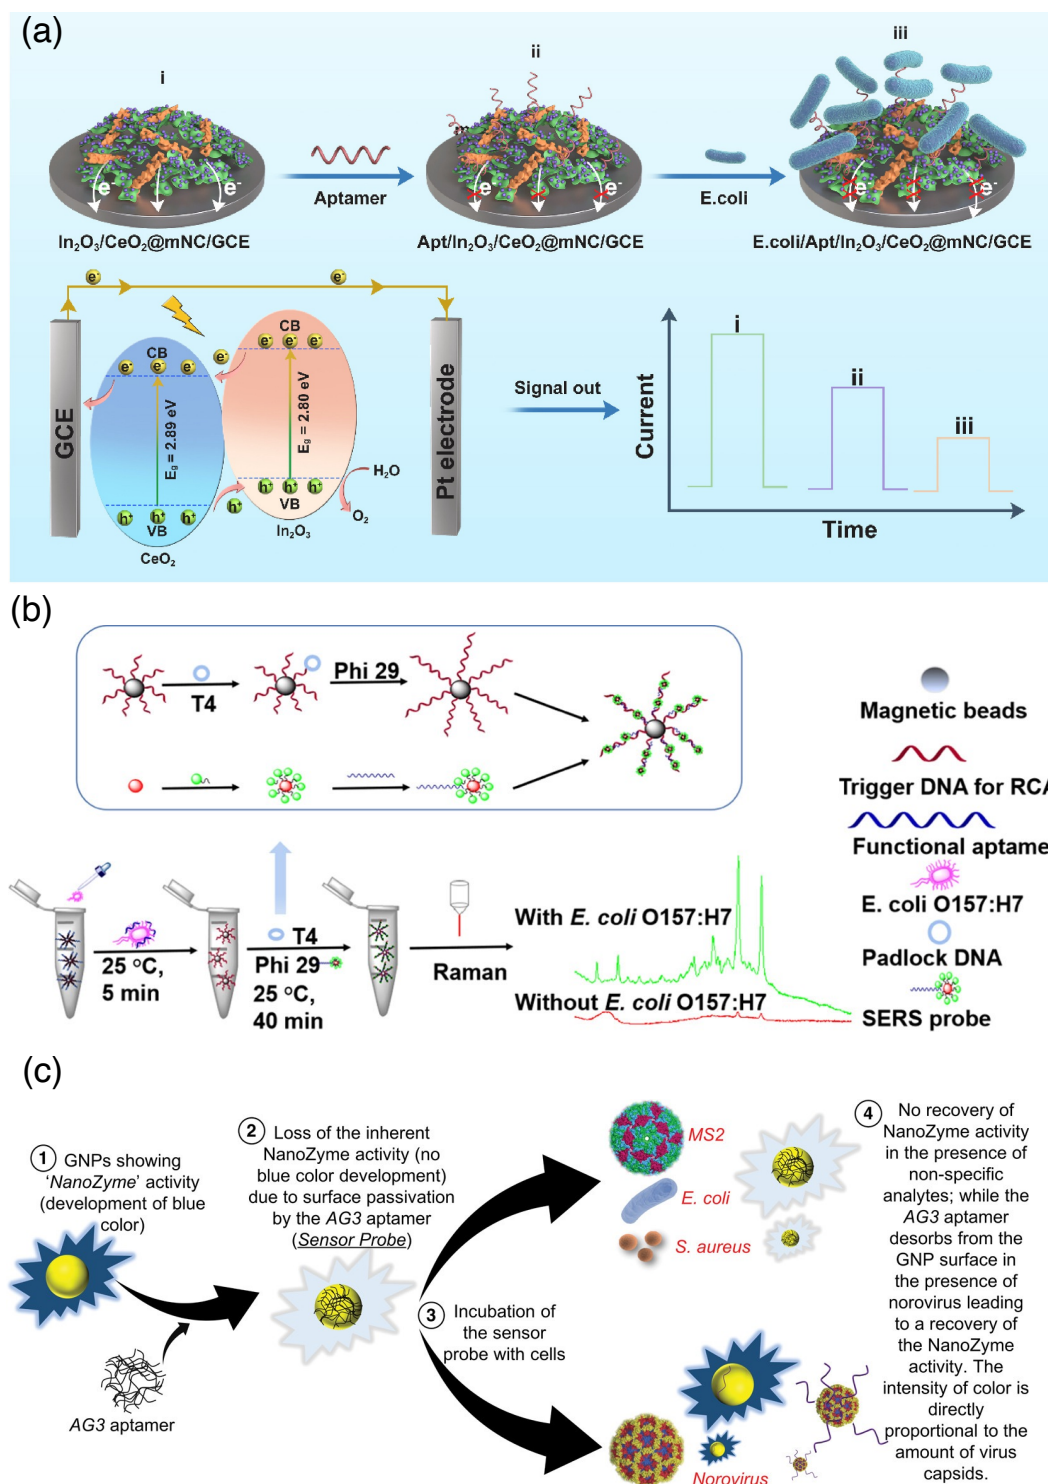 (a)
i
ii
iii
e⁻
e⁻
e
e⁻
e
e⁻
Aptamer
E.coli
In₂O₃/CeO₂@mNC/GCE
Apt/In₂O₃/CeO₂@mNC/GCE
E.coli/Apt/In₂O₃/CeO₂@mNC/GCE
e⁻
e⁻
CB
e⁻ e⁻ e⁻
e⁻
CB
e⁻ e⁻ e⁻
GCE
E_g = 2.89 eV
E_g = 2.80 eV
Pt electrode
H₂O
O₂
h⁺ h⁺ h⁺
VB
h⁺
h⁺ h⁺ h⁺
VB
CeO₂
In₂O₃
Signal out
Current
i
ii
iii
Time
(b)
T4
Phi 29
Magnetic beads
Trigger DNA for RCA
Functional aptame
E. coli O157:H7
Padlock DNA
SERS probe
25 °C,
5 min
T4
Phi 29
25 °C,
40 min
Raman
With E. coli O157:H7
Without E. coli O157:H7
(c)
1 GNPs showing
‘NanoZyme’ activity
(development of blue
color)
AG3 aptamer
2 Loss of the inherent
NanoZyme activity (no
blue color development)
due to surface passivation
by the AG3 aptamer
(Sensor Probe)
3 Incubation of
the sensor
probe with cells
MS2
E. coli
S. aureus
Norovirus
4 No recovery of
NanoZyme activity
in the presence of
non-specific
analytes; while the
AG3 aptamer
desorbs from the
GNP surface in
the presence of
norovirus leading
to a recovery of
the NanoZyme
activity. The
intensity of color is
directly
proportional to the
amount of virus
capsids.